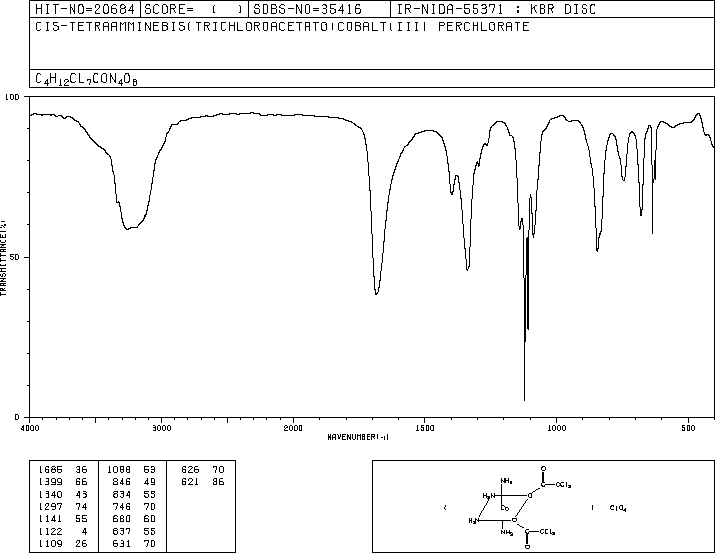 HIT-NO=20684 SCORE= ( ) SDBS-NO=35416 IR-NIDA-55371 : KBR DISC
CIS-TETRAAMMINEBIS(TRICHLOROACETATO)COBALT(III) PERCHLORATE
C4H12CL7CON4O8
100
50
0
TRANSMITTANCE(%)
4000 3000 2000 1500 1000 500
WAVENUMBER(-1)
1685 36 1088 53 626 70
1399 66 846 49 621 86
1340 43 834 55
1297 74 746 70
1141 55 680 60
1122 4 637 55
1109 26 631 70
O
NH3 C CCl3
H3N O
( Co ) ClO4
H3N O
NH3 C CCl3
O